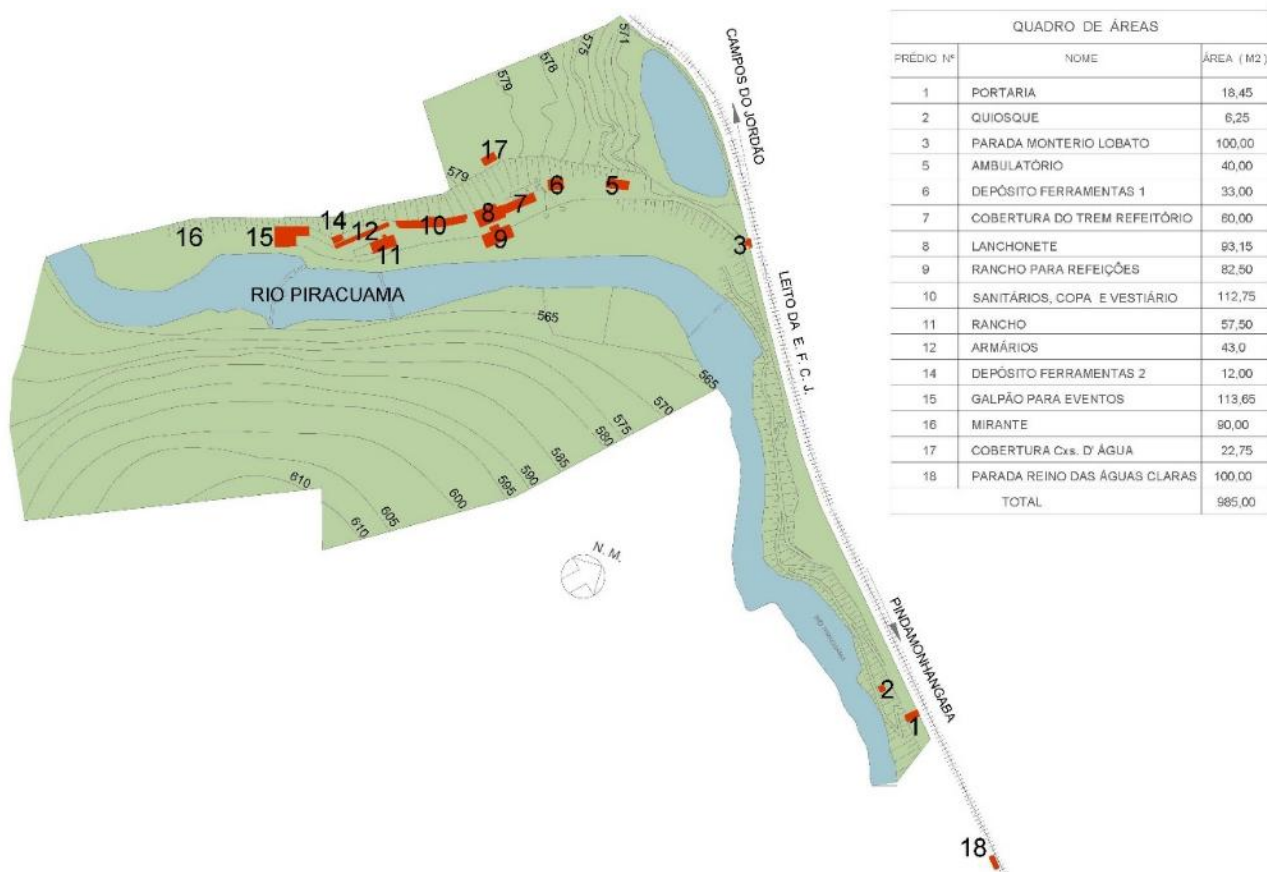 571
575
578
579
CAMPOS DO JORDÃO
17
579
6
5
7
8
14
12
10
9
16
15
11
3
RIO PIRACUAMA
565
LEITO DA E. F. C. J.
565
570
575
580
585
590
595
600
605
610
610
N. M.
PINDAMONHANGABA
RIO PIRACUAMA
2
1
18
QUADRO DE ÁREAS
PRÉDIO Nº NOME ÁREA ( M2 )
1 PORTARIA 18,45
2 QUIOSQUE 6,25
3 PARADA MONTERIO LOBATO 100,00
5 AMBULATÓRIO 40,00
6 DEPÓSITO FERRAMENTAS 1 33,00
7 COBERTURA DO TREM REFEITÓRIO 60,00
8 LANCHONETE 93,15
9 RANCHO PARA REFEIÇÕES 82,50
10 SANITÁRIOS, COPA E VESTIÁRIO 112,75
11 RANCHO 57,50
12 ARMÁRIOS 43,0
14 DEPÓSITO FERRAMENTAS 2 12,00
15 GALPÃO PARA EVENTOS 113,65
16 MIRANTE 90,00
17 COBERTURA Cxs. D' ÁGUA 22,75
18 PARADA REINO DAS ÁGUAS CLARAS 100,00
TOTAL 985,00